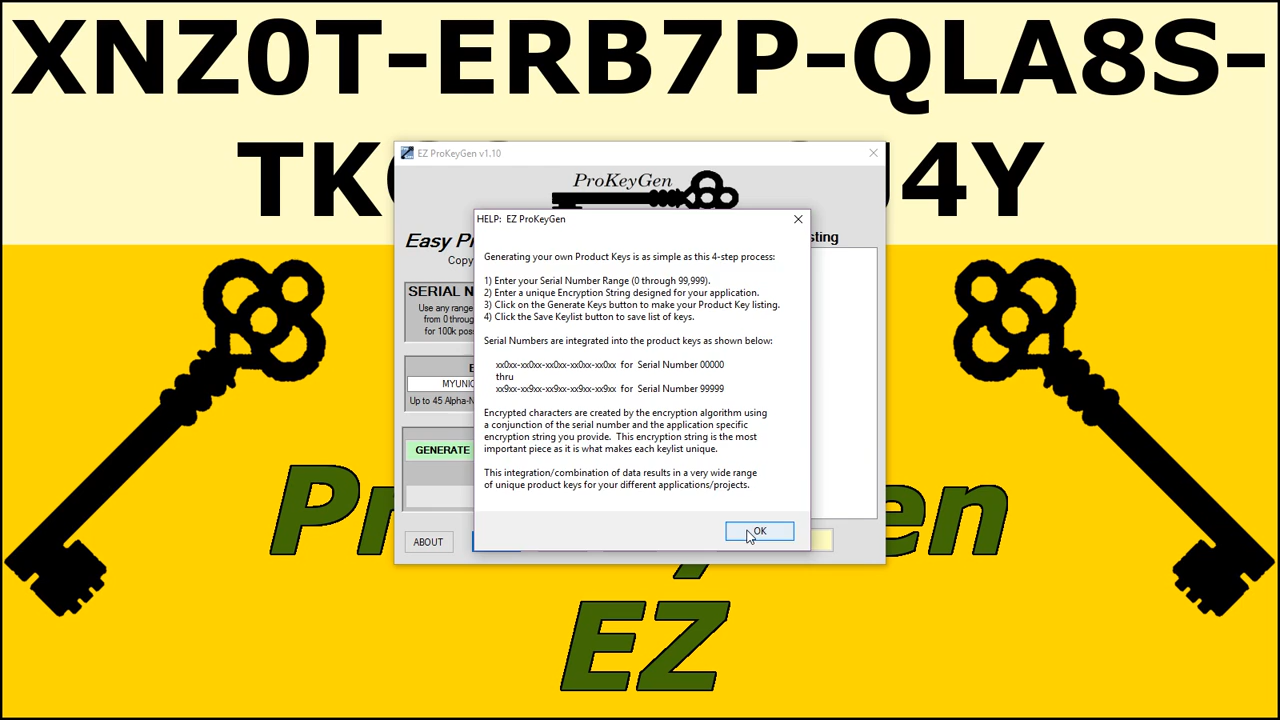 XNZ0T-ERB7P-QLA8S-
TK J4Y
EZ ProKeyGen v1.10
ProKeyGen
HELP: EZ ProKeyGen
Easy Pr
sting
Copy
Generating your own Product Keys is as simple as this 4-step process:
1) Enter your Serial Number Range (0 through 99,999).
2) Enter a unique Encryption String designed for your application.
3) Click on the Generate Keys button to make your Product Key listing.
4) Click the Save Keylist button to save list of keys.
Serial Numbers are integrated into the product keys as shown below:
xx0xx-xx0xx-xx0xx-xx0xx-xx0xx for Serial Number 00000
thru
xx9xx-xx9xx-xx9xx-xx9xx-xx9xx for Serial Number 99999
Encrypted characters are created by the encryption algorithm using
a conjunction of the serial number and the application specific
encryption string you provide. This encryption string is the most
important piece as it is what makes each keylist unique.
This integration/combination of data results in a very wide range
of unique product keys for your different applications/projects.
OK
SERIAL N
Use any range
from 0 throug
for 100k pos
E
MYUNIC
Up to 45 Alpha-N
GENERATE
ABOUT
Pr en
EZ